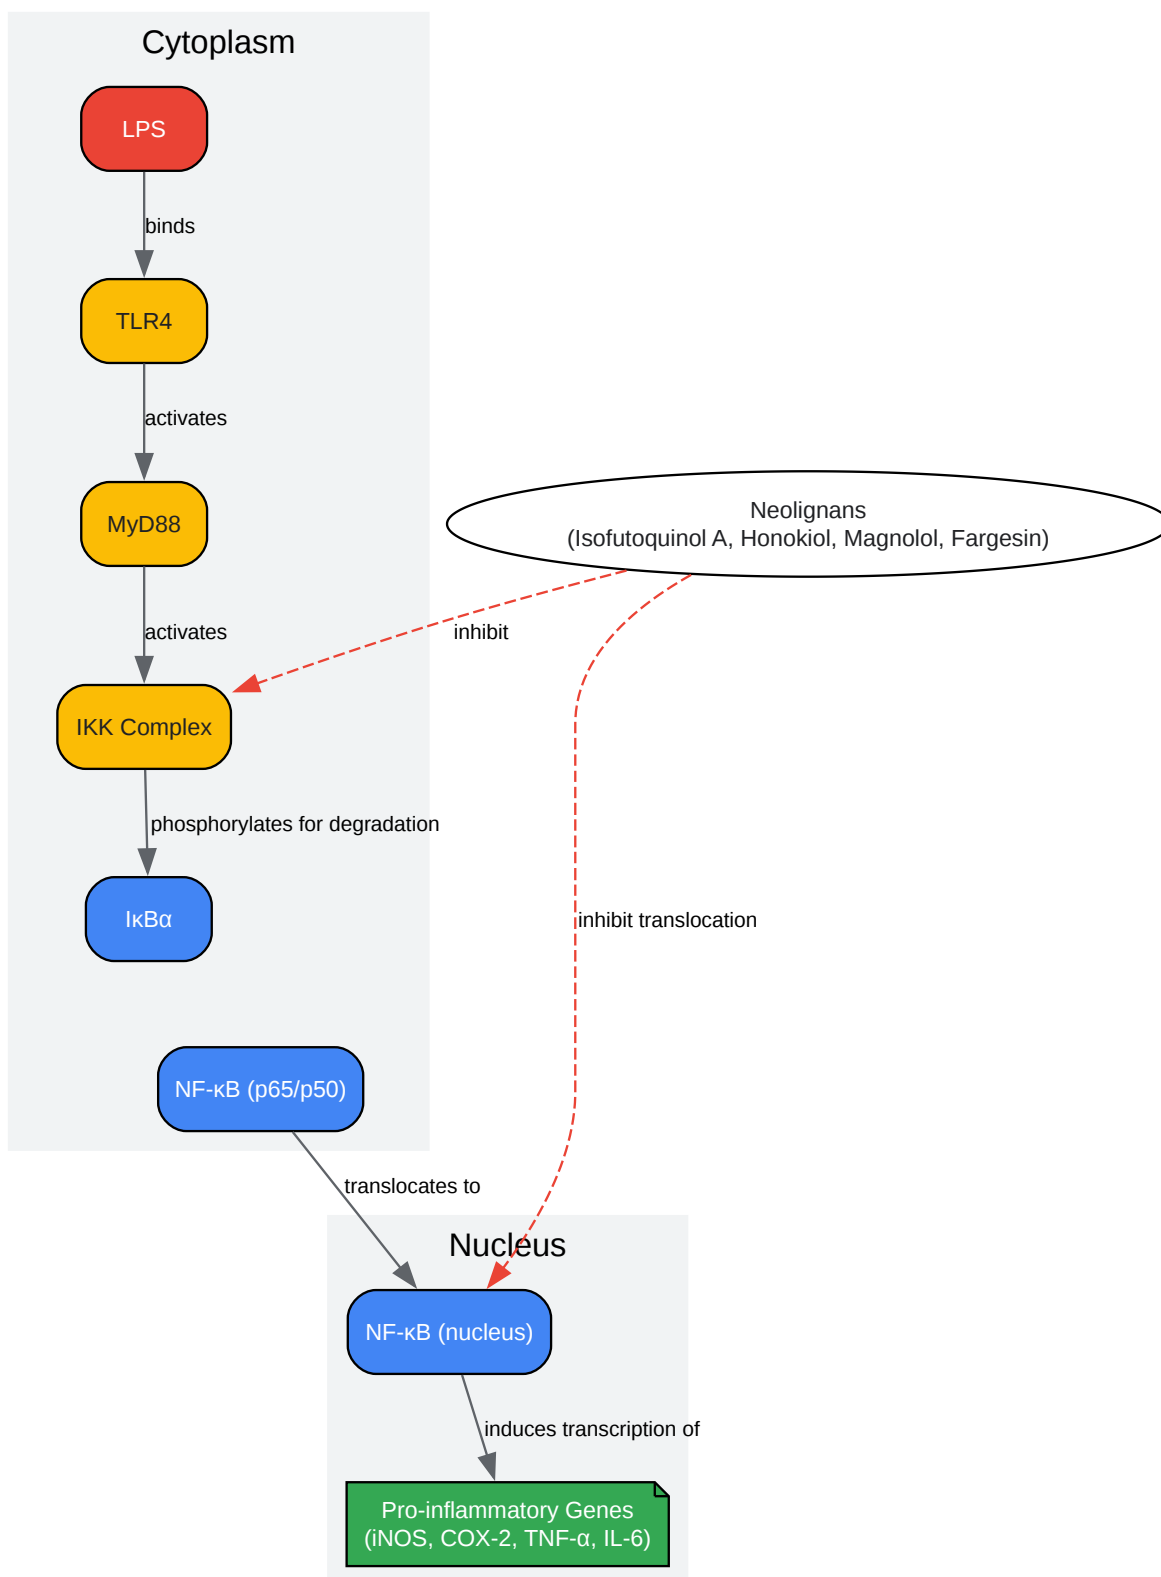 Cytoplasm
LPS
binds
TLR4
activates
MyD88
Neolignans
(Isofutoquinol A, Honokiol, Magnolol, Fargesin)
activates
inhibit
IKK Complex
phosphorylates for degradation
IκBα
inhibit translocation
NF-κB (p65/p50)
translocates to
Nucleus
NF-κB (nucleus)
induces transcription of
Pro-inflammatory Genes
(iNOS, COX-2, TNF-α, IL-6)